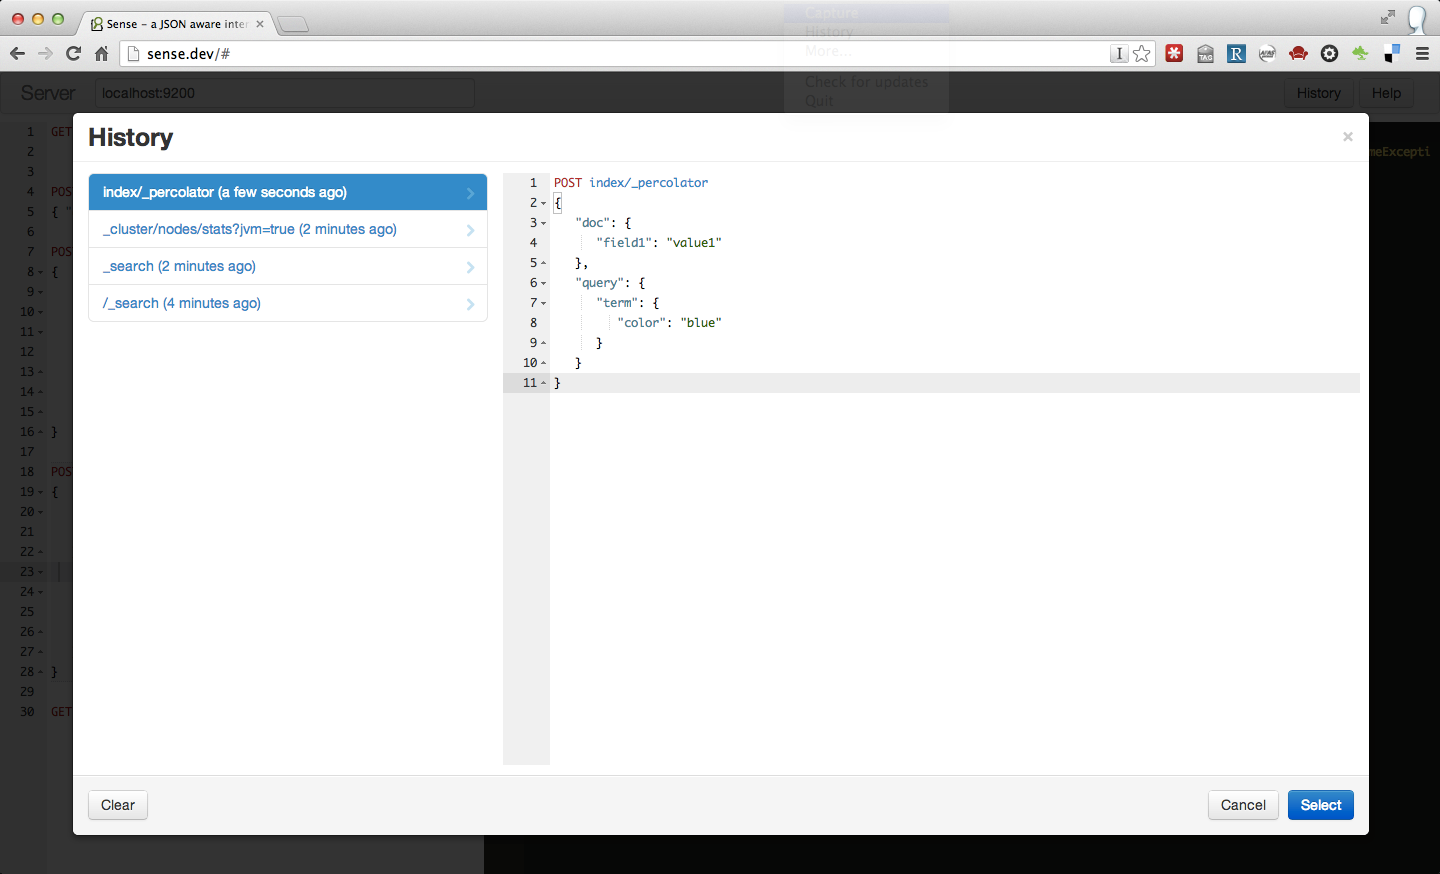 Sense – a JSON aware inter
Capture
History
More...
Check for updates
Quit
sense.dev/#
TAG
R
Server
localhost:9200
History
Help
History
×
index/_percolator (a few seconds ago)
_cluster/nodes/stats?jvm=true (2 minutes ago)
_search (2 minutes ago)
/_search (4 minutes ago)
1 POST index/_percolator
2 {
3 "doc": {
4 "field1": "value1"
5 },
6 "query": {
7 "term": {
8 "color": "blue"
9 }
10 }
11 }
1 GET
2
3
4 POS
5 { "
6
7 POS
8 {
9
10
11
12
13
14
15
16 }
17
18 POS
19 {
20
21
22
23
24
25
26
27
28 }
29
30 GET
meExcepti
Clear
Cancel
Select